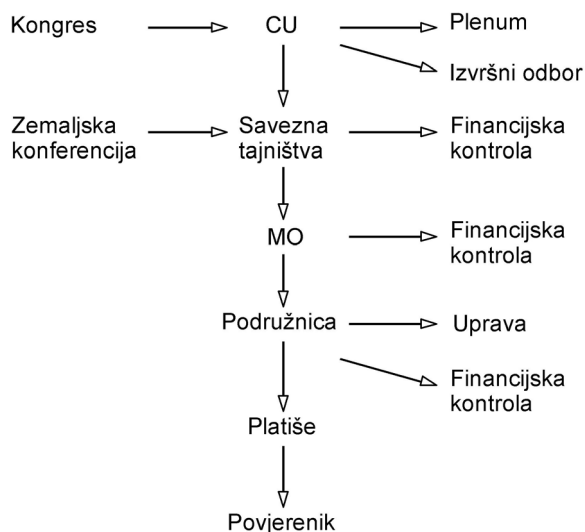 Kongres
CU
Plenum
Izvršni odbor
Zemaljska
konferencija
Savezna
tajništva
Financijska
kontrola
MO
Financijska
kontrola
Podružnica
Uprava
Financijska
kontrola
Platiše
Povjerenik